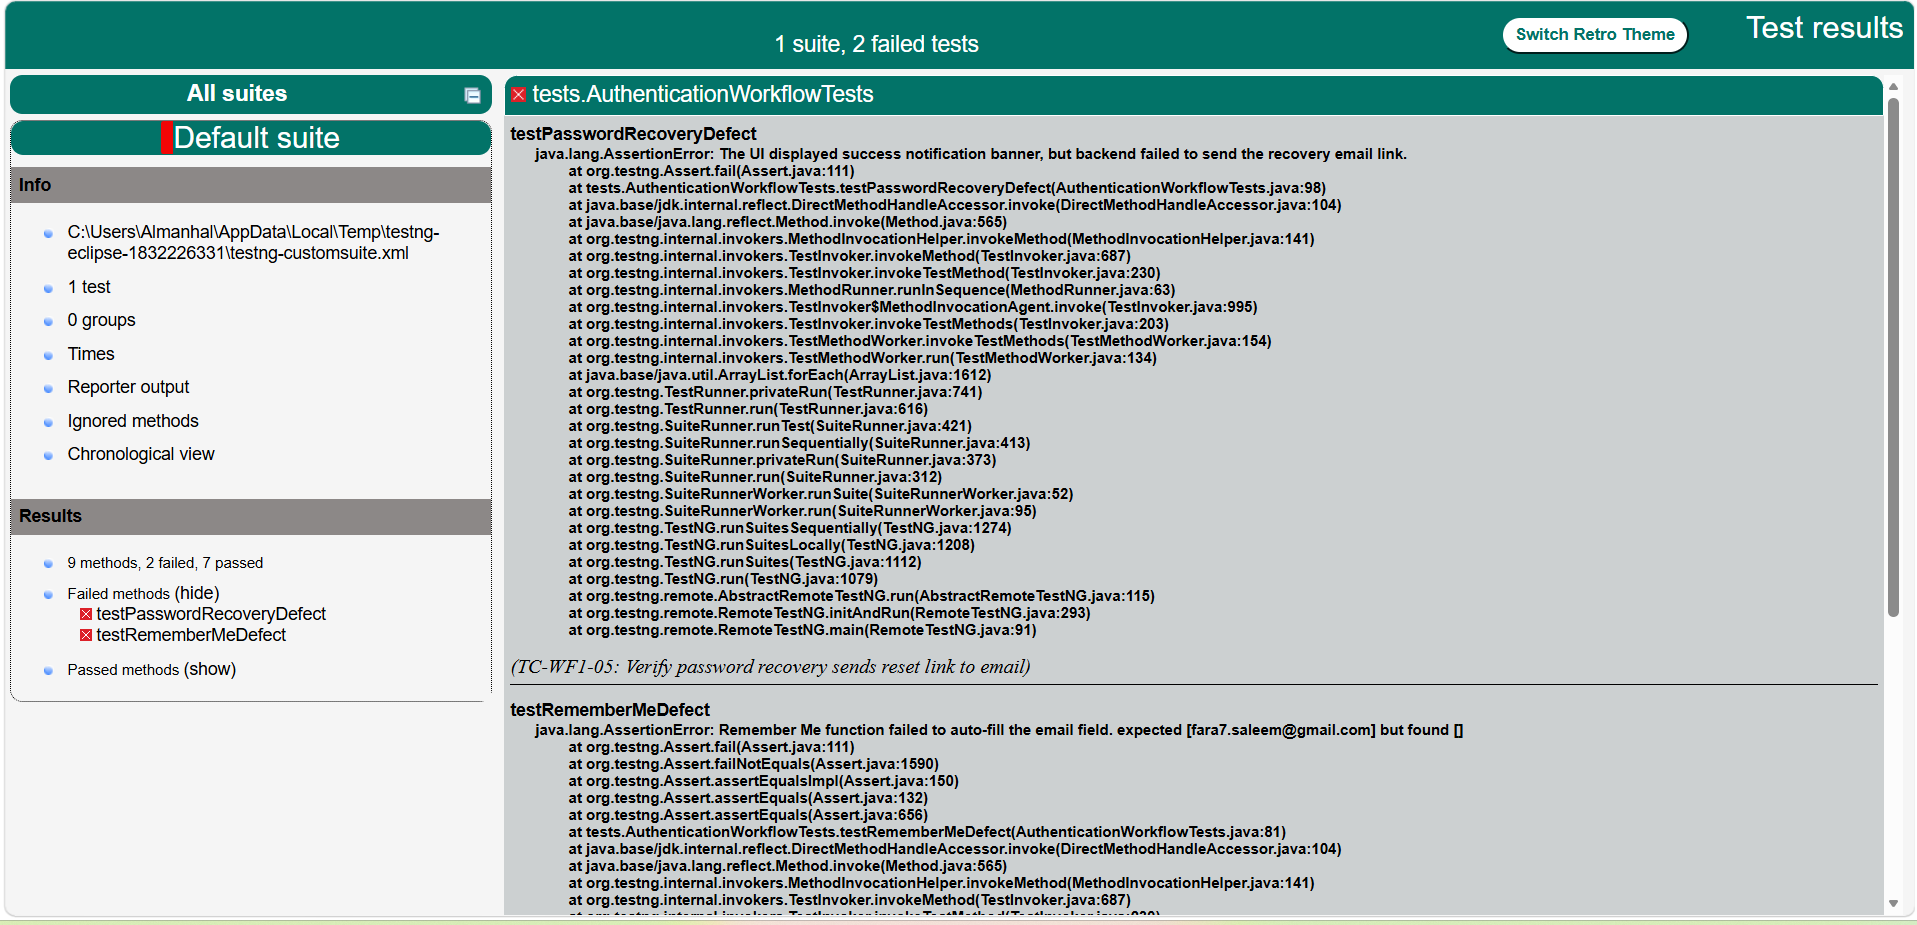 1 suite, 2 failed tests
Switch Retro Theme
Test results
All suites
Default suite
Info
C:\Users\Almanhal\AppData\Local\Temp\testng-
eclipse-1832226331\testng-customsuite.xml
1 test
0 groups
Times
Reporter output
Ignored methods
Chronological view
Results
9 methods, 2 failed, 7 passed
Failed methods (hide)
testPasswordRecoveryDefect
testRememberMeDefect
Passed methods (show)
tests.AuthenticationWorkflowTests
testPasswordRecoveryDefect
java.lang.AssertionError: The UI displayed success notification banner, but backend failed to send the recovery email link.
at org.testng.Assert.fail(Assert.java:111)
at tests.AuthenticationWorkflowTests.testPasswordRecoveryDefect(AuthenticationWorkflowTests.java:98)
at java.base/jdk.internal.reflect.DirectMethodHandleAccessor.invoke(DirectMethodHandleAccessor.java:104)
at java.base/java.lang.reflect.Method.invoke(Method.java:565)
at org.testng.internal.invokers.MethodInvocationHelper.invokeMethod(MethodInvocationHelper.java:141)
at org.testng.internal.invokers.TestInvoker.invokeMethod(TestInvoker.java:687)
at org.testng.internal.invokers.TestInvoker.invokeTestMethod(TestInvoker.java:230)
at org.testng.internal.invokers.MethodRunner.runInSequence(MethodRunner.java:63)
at org.testng.internal.invokers.TestInvoker$MethodInvocationAgent.invoke(TestInvoker.java:995)
at org.testng.internal.invokers.TestInvoker.invokeTestMethods(TestInvoker.java:203)
at org.testng.internal.invokers.TestMethodWorker.invokeTestMethods(TestMethodWorker.java:154)
at org.testng.internal.invokers.TestMethodWorker.run(TestMethodWorker.java:134)
at java.base/java.util.ArrayList.forEach(ArrayList.java:1612)
at org.testng.TestRunner.privateRun(TestRunner.java:741)
at org.testng.TestRunner.run(TestRunner.java:616)
at org.testng.SuiteRunner.runTest(SuiteRunner.java:421)
at org.testng.SuiteRunner.runSequentially(SuiteRunner.java:413)
at org.testng.SuiteRunner.privateRun(SuiteRunner.java:373)
at org.testng.SuiteRunner.run(SuiteRunner.java:312)
at org.testng.SuiteRunnerWorker.runSuite(SuiteRunnerWorker.java:52)
at org.testng.SuiteRunnerWorker.run(SuiteRunnerWorker.java:95)
at org.testng.TestNG.runSuitesSequentially(TestNG.java:1274)
at org.testng.TestNG.runSuitesLocally(TestNG.java:1208)
at org.testng.TestNG.runSuites(TestNG.java:1112)
at org.testng.TestNG.run(TestNG.java:1079)
at org.testng.remote.AbstractRemoteTestNG.run(AbstractRemoteTestNG.java:115)
at org.testng.remote.RemoteTestNG.initAndRun(RemoteTestNG.java:293)
at org.testng.remote.RemoteTestNG.main(RemoteTestNG.java:91)
(TC-WF1-05: Verify password recovery sends reset link to email)
testRememberMeDefect
java.lang.AssertionError: Remember Me function failed to auto-fill the email field. expected [fara7.saleem@gmail.com] but found []
at org.testng.Assert.fail(Assert.java:111)
at org.testng.Assert.failNotEquals(Assert.java:1590)
at org.testng.Assert.assertEqualsImpl(Assert.java:150)
at org.testng.Assert.assertEquals(Assert.java:132)
at org.testng.Assert.assertEquals(Assert.java:656)
at tests.AuthenticationWorkflowTests.testRememberMeDefect(AuthenticationWorkflowTests.java:81)
at java.base/jdk.internal.reflect.DirectMethodHandleAccessor.invoke(DirectMethodHandleAccessor.java:104)
at java.base/java.lang.reflect.Method.invoke(Method.java:565)
at org.testng.internal.invokers.MethodInvocationHelper.invokeMethod(MethodInvocationHelper.java:141)
at org.testng.internal.invokers.TestInvoker.invokeMethod(TestInvoker.java:687)